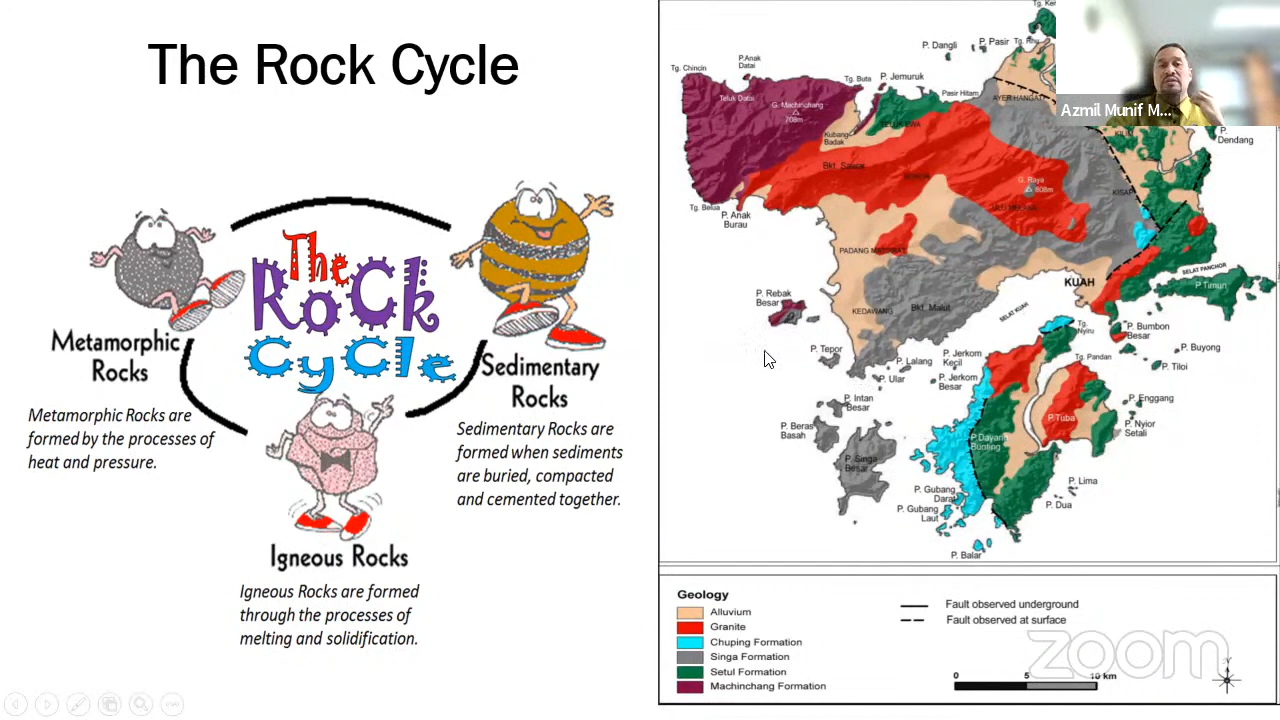 The Rock Cycle
The
Rock
Cycle
Metamorphic
Rocks
Metamorphic Rocks are
formed by the processes of
heat and pressure.
Sedimentary
Rocks
Sedimentary Rocks are
formed when sediments
are buried, compacted
and cemented together.
Igneous Rocks
Igneous Rocks are formed
through the processes of
melting and solidification.
Azmil Munif M...
P. Dangli
P. Pasir
Tg. Chincin
P.Anak
Datai
Tg. Buta
P. Jemuruk
Pasir Hitam
AYER HANGAT
Teluk Datai
G. Machinchang
708m
Kubang
Badak
P.
Dendang
Bkt. Sawar
G. Raya
808m
KISAP
ULU MELAKA
Tg. Belua
P. Anak
Burau
PADANG MATSIRAT
KUAH
SELAT PANCHOR
P.Timun
P. Rebak
Besar
KEDAWANG
Bkt. Malut
SELAT KUAH
Tg.
Nyiru
P. Bumbon
Besar
P. Tepor
P. Lalang
P. Jerkom
Kecil
Tg. Pandan
P. Buyong
P. Tiloi
P. Ular
P. Jerkom
Besar
P. Intan
Besar
P. Enggang
P. Beras
Basah
P.Tuba
P. Nyior
Setali
P.Dayang
Bunting
P. Singa
Besar
P. Lima
P. Gubang
Darat
P. Dua
P. Gubang
Laut
P. Balar
Geology
Alluvium
Granite
Chuping Formation
Singa Formation
Setul Formation
Machinchang Formation
Fault observed underground
Fault observed at surface
0 5 10 km
N
zoom